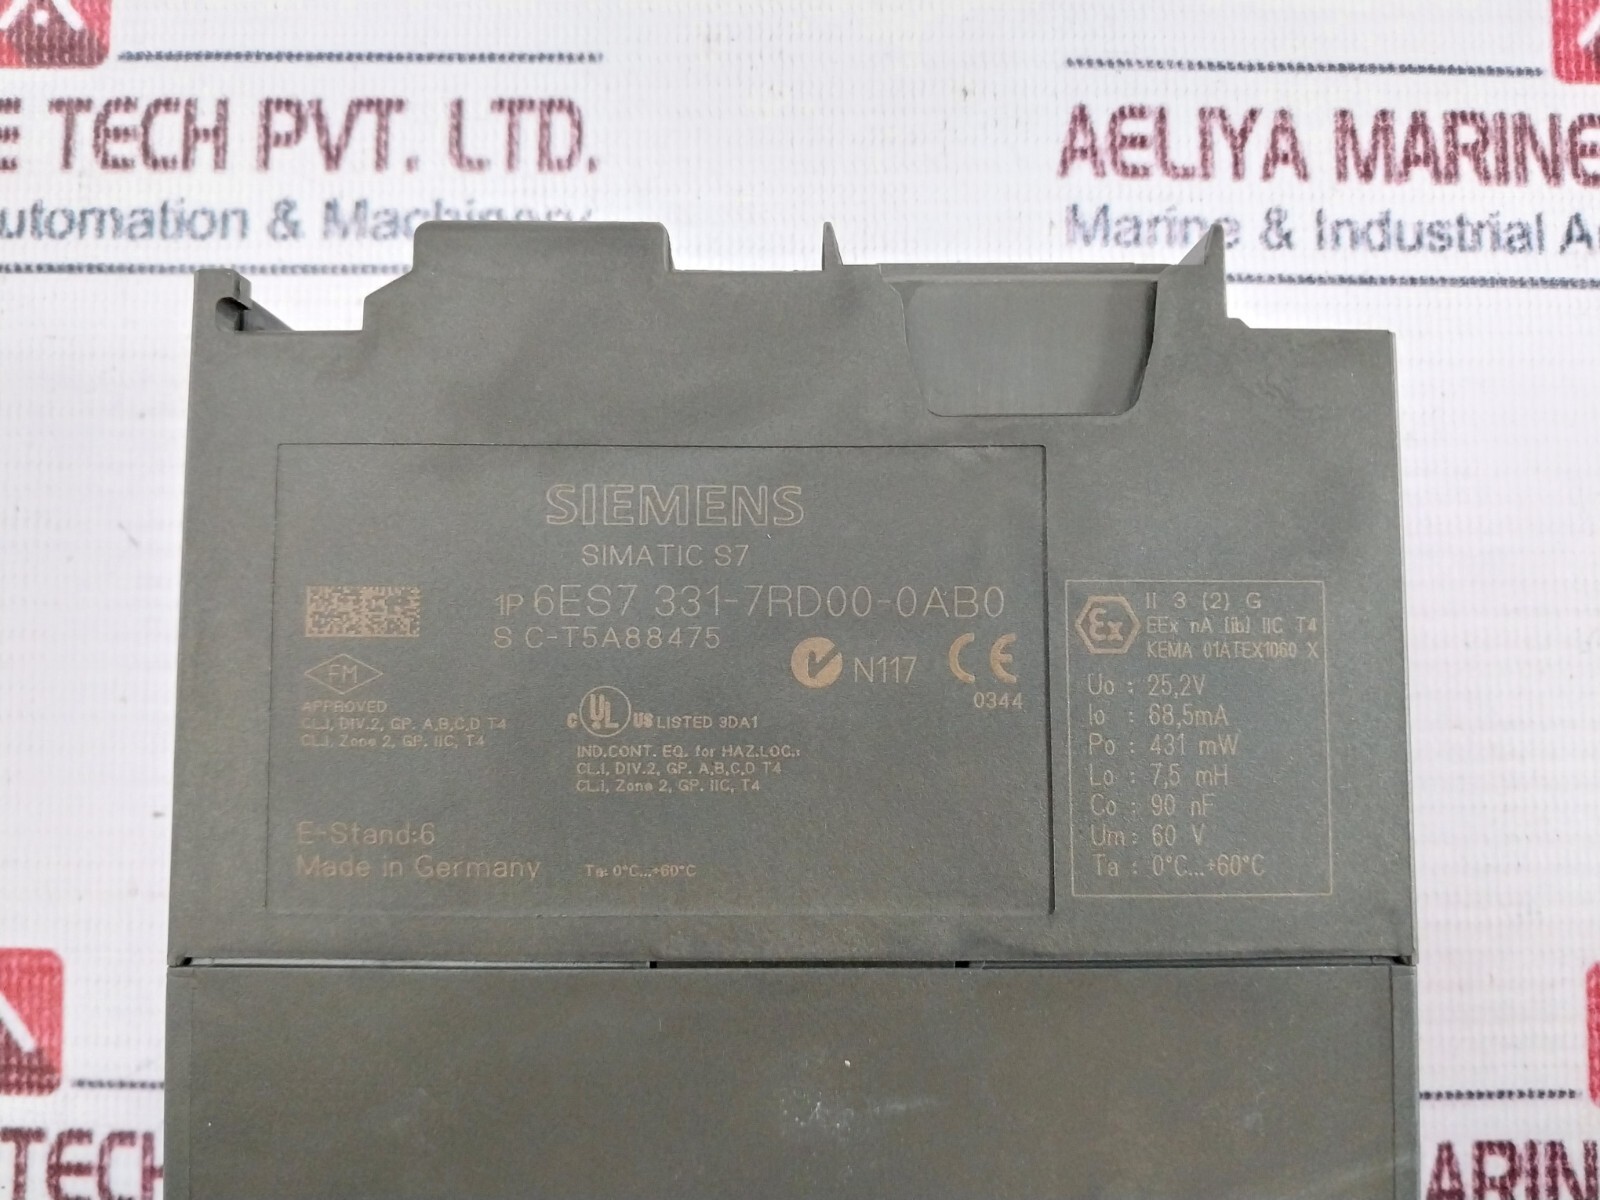 E TECH PVT. LTD.
utomation & Machinery
AELIYA MARINE
Marine & Industrial A
SIEMENS
SIMATIC S7
1P 6ES7 331-7RD00-0AB0
S C-T5A88475
FM
APPROVED
CL.I, DIV.2, GP. A,B,C,D T4
CL.I, Zone 2, GP. IIC, T4
c UL US LISTED 9DA1
IND.CONT. EQ. for HAZ.LOC.:
CL.I, DIV.2, GP. A,B,C,D T4
CL.I, Zone 2, GP. IIC, T4
N117
CE
0344
E-Stand:6
Made in Germany
Ta: 0°C...+60°C
Ex
II 3 (2) G
EEx nA [ib] IIC T4
KEMA 01ATEX1060 X
Uo : 25,2V
Io : 68,5mA
Po : 431 mW
Lo : 7,5 mH
Co : 90 nF
Um : 60 V
Ta : 0°C...+60°C
TECH
ARIN